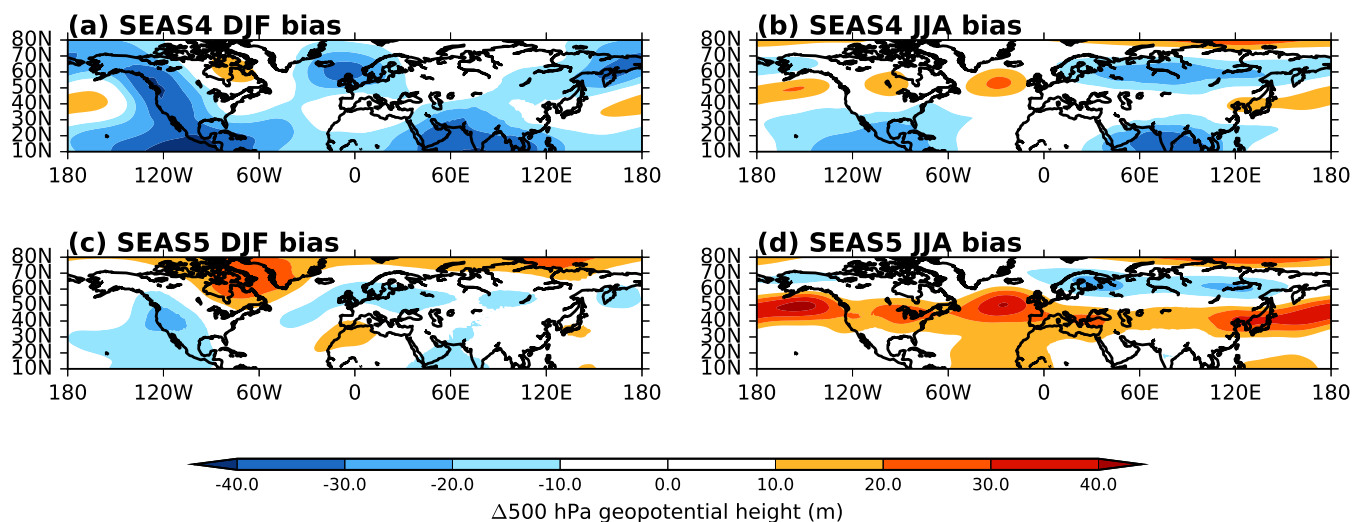 (a) SEAS4 DJF bias
(b) SEAS4 JJA bias
80N
70N
60N
50N
40N
30N
20N
10N
180 120W 60W 0 60E 120E 180
80N
70N
60N
50N
40N
30N
20N
10N
180 120W 60W 0 60E 120E 180
(c) SEAS5 DJF bias
(d) SEAS5 JJA bias
80N
70N
60N
50N
40N
30N
20N
10N
180 120W 60W 0 60E 120E 180
80N
70N
60N
50N
40N
30N
20N
10N
180 120W 60W 0 60E 120E 180
-40.0 -30.0 -20.0 -10.0 0.0 10.0 20.0 30.0 40.0
Δ500 hPa geopotential height (m)